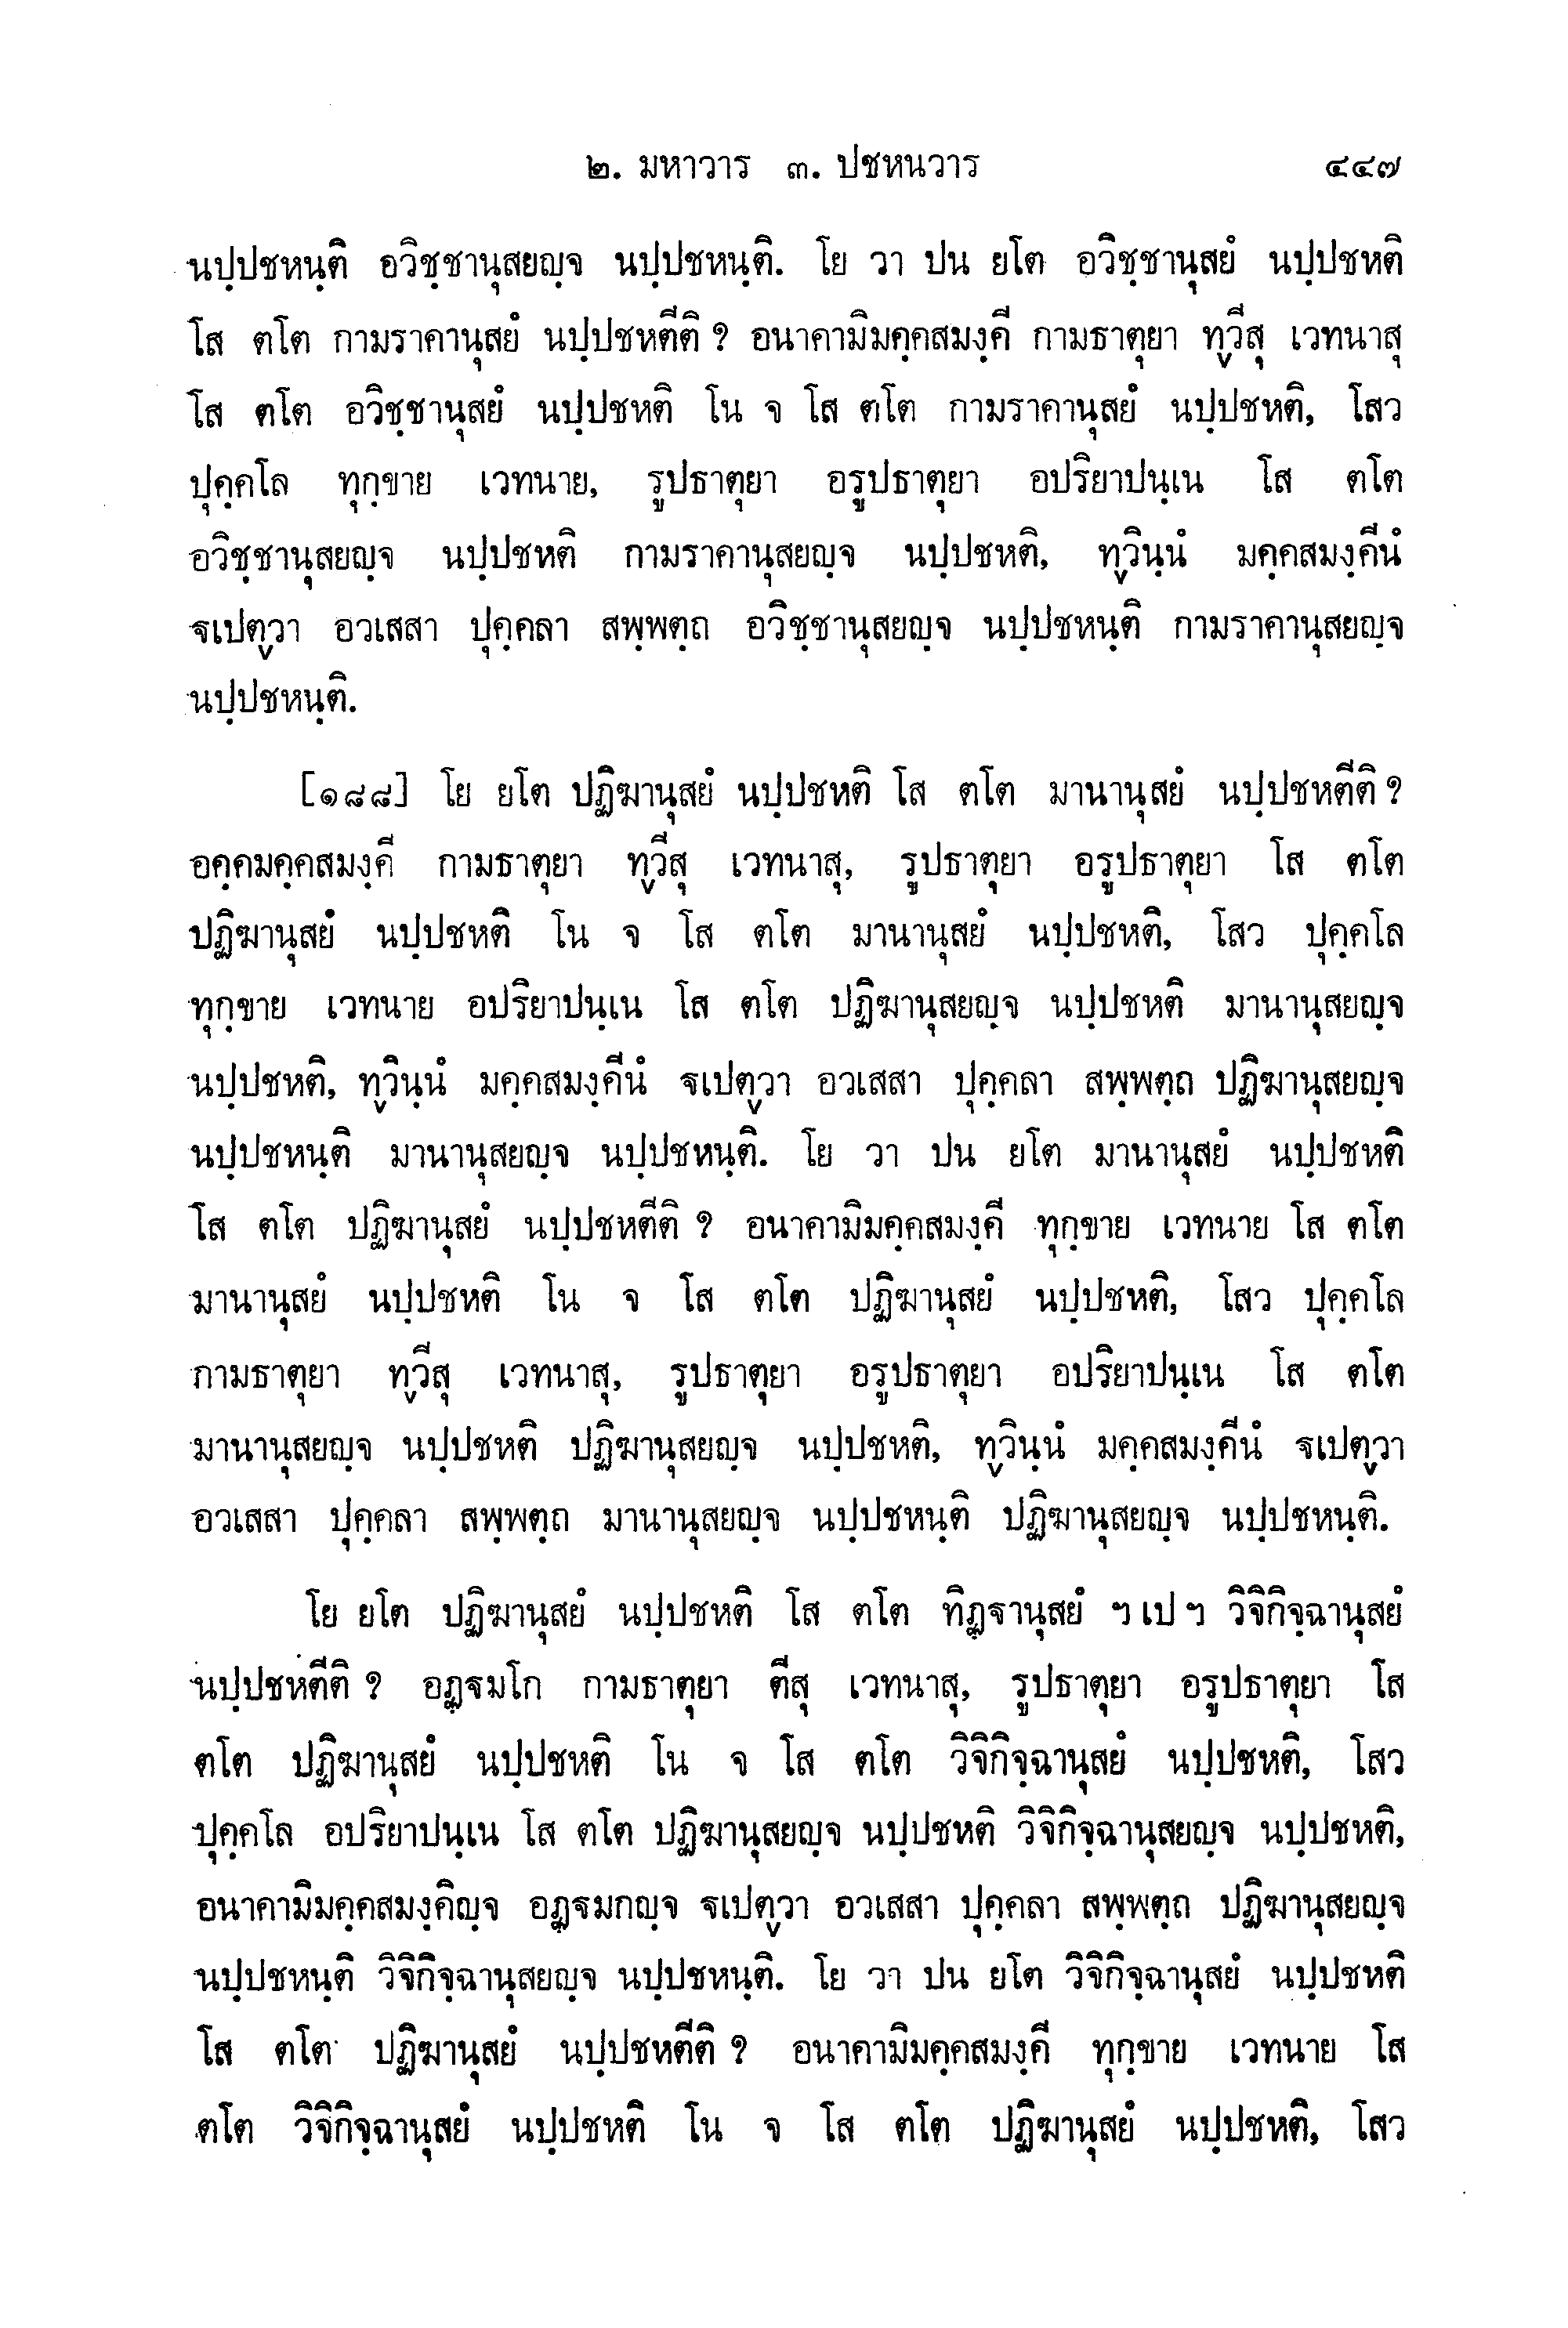 ๒. มหาวาร ๓. ปชหนวาร ๔๔๗
นปฺปชหนฺติ อวิชฺชานุสยญฺจ นปฺปชหนฺติ. โย วา ปน ยโต อวิชฺชานุสยํ นปฺปชหติ
โส ตโต กามราคานุสยํ นปฺปชหตีติ ? อนาคามิมคฺคสมงฺคี กามธาตุยา ทฺวีสุ เวทนาสุ
โส ตโต อวิชฺชานุสยํ นปฺปชหติ โน จ โส ตโต กามราคานุสยํ นปฺปชหติ, โสว
ปุคฺคโล ทุกฺขาย เวทนาย, รูปธาตุยา อรูปธาตุยา อปริยาปนฺเน โส ตโต
อวิชฺชานุสยญฺจ นปฺปชหติ กามราคานุสยญฺจ นปฺปชหติ, ทฺวินฺนํ มคฺคสมงฺคีนํ
ฐเปตฺวา อวเสสา ปุคฺคลา สพฺพตฺถ อวิชฺชานุสยญฺจ นปฺปชหนฺติ กามราคานุสยญฺจ
นปฺปชหนฺติ.
[๑๘๘] โย ยโต ปฏิฆานุสยํ นปฺปชหติ โส ตโต มานานุสยํ นปฺปชหตีติ ?
อคฺคมคฺคสมงฺคี กามธาตุยา ทฺวีสุ เวทนาสุ, รูปธาตุยา อรูปธาตุยา โส ตโต
ปฏิฆานุสยํ นปฺปชหติ โน จ โส ตโต มานานุสยํ นปฺปชหติ, โสว ปุคฺคโล
ทุกฺขาย เวทนาย อปริยาปนฺเน โส ตโต ปฏิฆานุสยญฺจ นปฺปชหติ มานานุสยญฺจ
นปฺปชหติ, ทฺวินฺนํ มคฺคสมงฺคีนํ ฐเปตฺวา อวเสสา ปุคฺคลา สพฺพตฺถ ปฏิฆานุสยญฺจ
นปฺปชหนฺติ มานานุสยญฺจ นปฺปชหนฺติ. โย วา ปน ยโต มานานุสยํ นปฺปชหติ
โส ตโต ปฏิฆานุสยํ นปฺปชหตีติ ? อนาคามิมคฺคสมงฺคี ทุกฺขาย เวทนาย โส ตโต
มานานุสยํ นปฺปชหติ โน จ โส ตโต ปฏิฆานุสยํ นปฺปชหติ, โสว ปุคฺคโล
กามธาตุยา ทฺวีสุ เวทนาสุ, รูปธาตุยา อรูปธาตุยา อปริยาปนฺเน โส ตโต
มานานุสยญฺจ นปฺปชหติ ปฏิฆานุสยญฺจ นปฺปชหติ, ทฺวินฺนํ มคฺคสมงฺคีนํ ฐเปตฺวา
อวเสสา ปุคฺคลา สพฺพตฺถ มานานุสยญฺจ นปฺปชหนฺติ ปฏิฆานุสยญฺจ นปฺปชหนฺติ.
โย ยโต ปฏิฆานุสยํ นปฺปชหติ โส ตโต ทิฏฺฐานุสยํ ฯ เป ฯ วิจิกิจฺฉานุสยํ
นปฺปชหตีติ ? อฏฺฐมโก กามธาตุยา ตีสุ เวทนาสุ, รูปธาตุยา อรูปธาตุยา โส
ตโต ปฏิฆานุสยํ นปฺปชหติ โน จ โส ตโต วิจิกิจฺฉานุสยํ นปฺปชหติ, โสว
ปุคฺคโล อปริยาปนฺเน โส ตโต ปฏิฆานุสยญฺจ นปฺปชหติ วิจิกิจฺฉานุสยญฺจ นปฺปชหติ,
อนาคามิมคฺคสมงฺคิญฺจ อฏฺฐมกญฺจ ฐเปตฺวา อวเสสา ปุคฺคลา สพฺพตฺถ ปฏิฆานุสยญฺจ
นปฺปชหนฺติ วิจิกิจฺฉานุสยญฺจ นปฺปชหนฺติ. โย วา ปน ยโต วิจิกิจฺฉานุสยํ นปฺปชหติ
โส ตโต ปฏิฆานุสยํ นปฺปชหตีติ ? อนาคามิมคฺคสมงฺคี ทุกฺขาย เวทนาย โส
ตโต วิจิกิจฺฉานุสยํ นปฺปชหติ โน จ โส ตโต ปฏิฆานุสยํ นปฺปชหติ, โสว